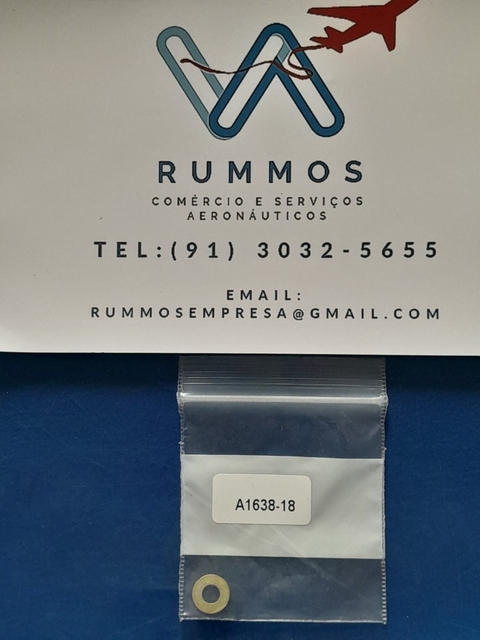 RUMMOS
COMÉRCIO E SERVIÇOS
AERONÁUTICOS
TEL:(91) 3032-5655
EMAIL:
RUMMOSEMPRESA@GMAIL.COM
A1638-18